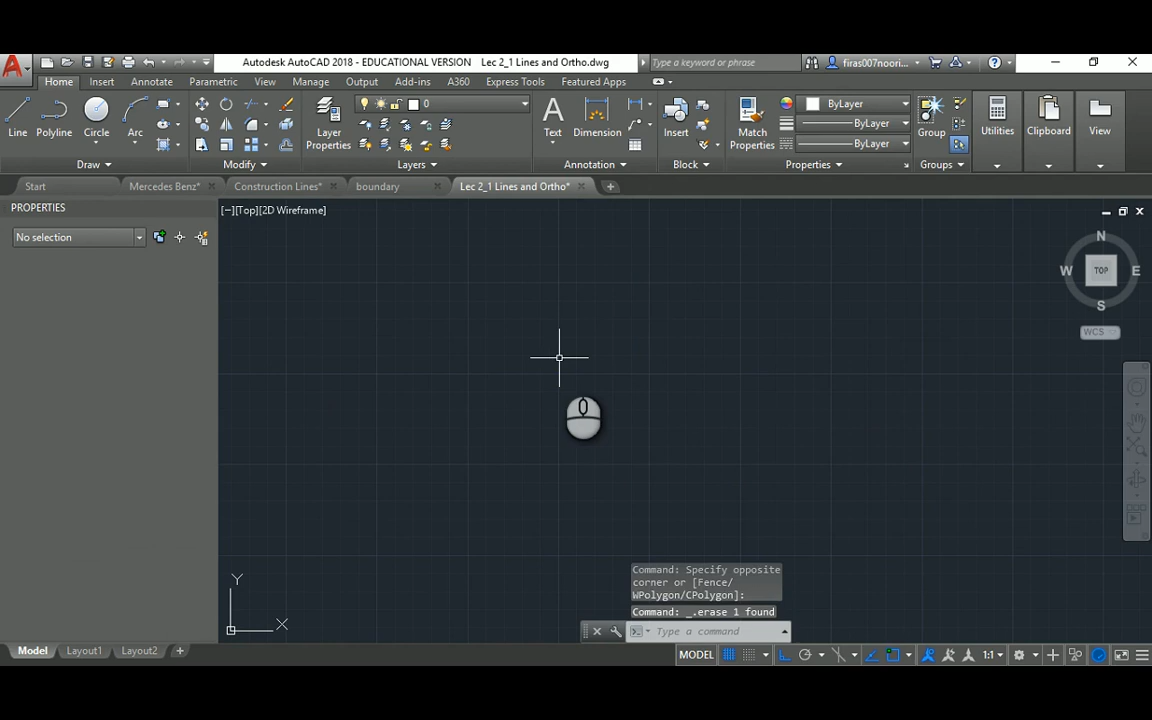 Autodesk AutoCAD 2018 - EDUCATIONAL VERSION Lec 2_1 Lines and Ortho.dwg
Type a keyword or phrase
firas007noori...
Home Insert Annotate Parametric View Manage Output Add-ins A360 Express Tools Featured Apps
0
ByLayer
ByLayer
ByLayer
Line Polyline Circle Arc
Layer Properties
Text Dimension
Insert
Match Properties
Group
Utilities
Clipboard
View
Draw Modify Layers Annotation Block Properties Groups
Start Mercedes Benz* Construction Lines* boundary Lec 2_1 Lines and Ortho*
PROPERTIES
[−][Top][2D Wireframe]
No selection
N
W TOP E
S
WCS
Command: Specify opposite
corner or [Fence/
WPolygon/CPolygon]:
Command: _.erase 1 found
Type a command
Y
X
Model Layout1 Layout2
MODEL
1:1